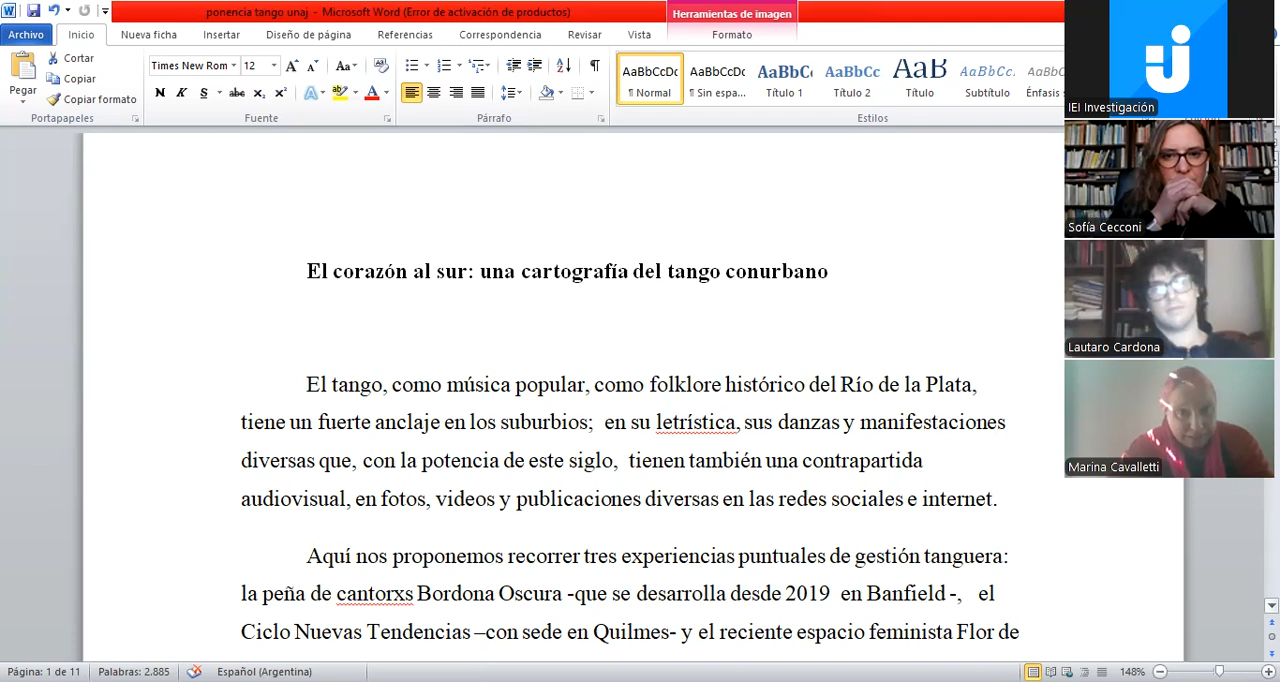 ponencia tango unaj - Microsoft Word (Error de activación de productos)
Herramientas de imagen
Archivo
Inicio
Nueva ficha
Insertar
Diseño de página
Referencias
Correspondencia
Revisar
Vista
Formato
Pegar
Cortar
Copiar
Copiar formato
Portapapeles
Times New Rom
12
Fuente
Párrafo
AaBbCcDc
¶ Normal
AaBbCcDc
¶ Sin espa...
AaBbC
Título 1
AaBbCc
Título 2
AaB
Título
AaBbCc.
Subtítulo
AaBbCc
Énfasis
Estilos
El corazón al sur: una cartografía del tango conurbano
El tango, como música popular, como folklore histórico del Río de la Plata,
tiene un fuerte anclaje en los suburbios; en su letrística, sus danzas y manifestaciones
diversas que, con la potencia de este siglo, tienen también una contrapartida
audiovisual, en fotos, videos y publicaciones diversas en las redes sociales e internet.
Aquí nos proponemos recorrer tres experiencias puntuales de gestión tanguera:
la peña de cantorxs Bordona Oscura -que se desarrolla desde 2019 en Banfield -, el
Ciclo Nuevas Tendencias –con sede en Quilmes- y el reciente espacio feminista Flor de
IEI Investigación
Sofía Cecconi
Lautaro Cardona
Marina Cavalletti
Página: 1 de 11
Palabras: 2.885
Español (Argentina)
148%